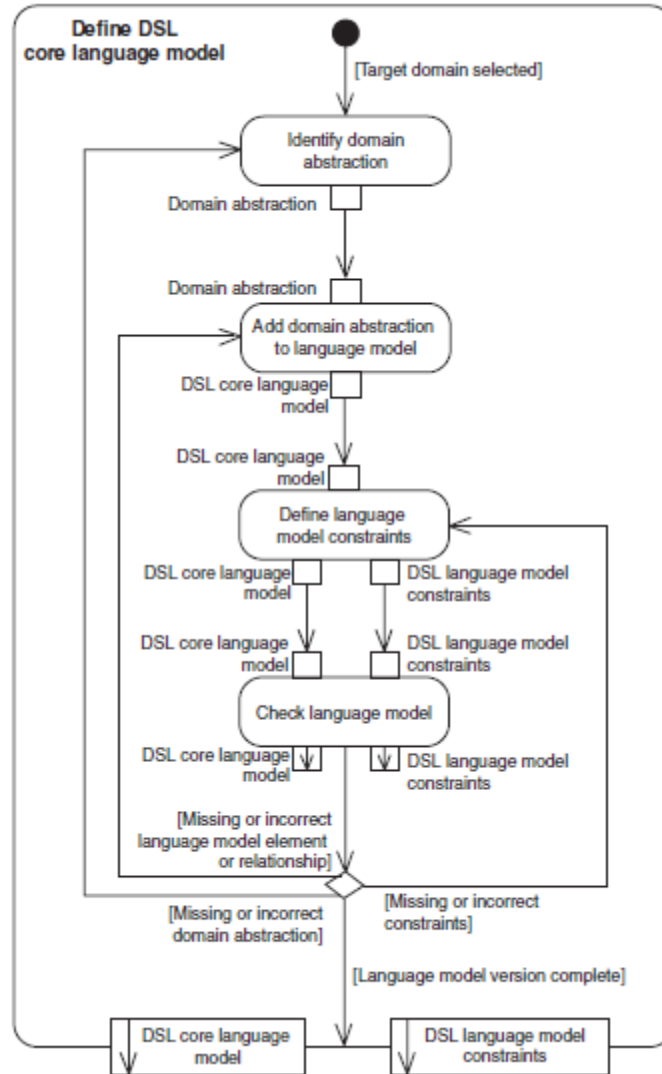 Define DSL
core language model
[Target domain selected]
Identify domain
abstraction
Domain abstraction
Domain abstraction
Add domain abstraction
to language model
DSL core language
model
DSL core language
model
Define language
model constraints
DSL core language
model
DSL language model
constraints
DSL core language
model
DSL language model
constraints
Check language model
DSL core language
model
DSL language model
constraints
[Missing or incorrect
language model element
or relationship]
[Missing or incorrect
domain abstraction]
[Missing or incorrect
constraints]
[Language model version complete]
DSL core language
model
DSL language model
constraints